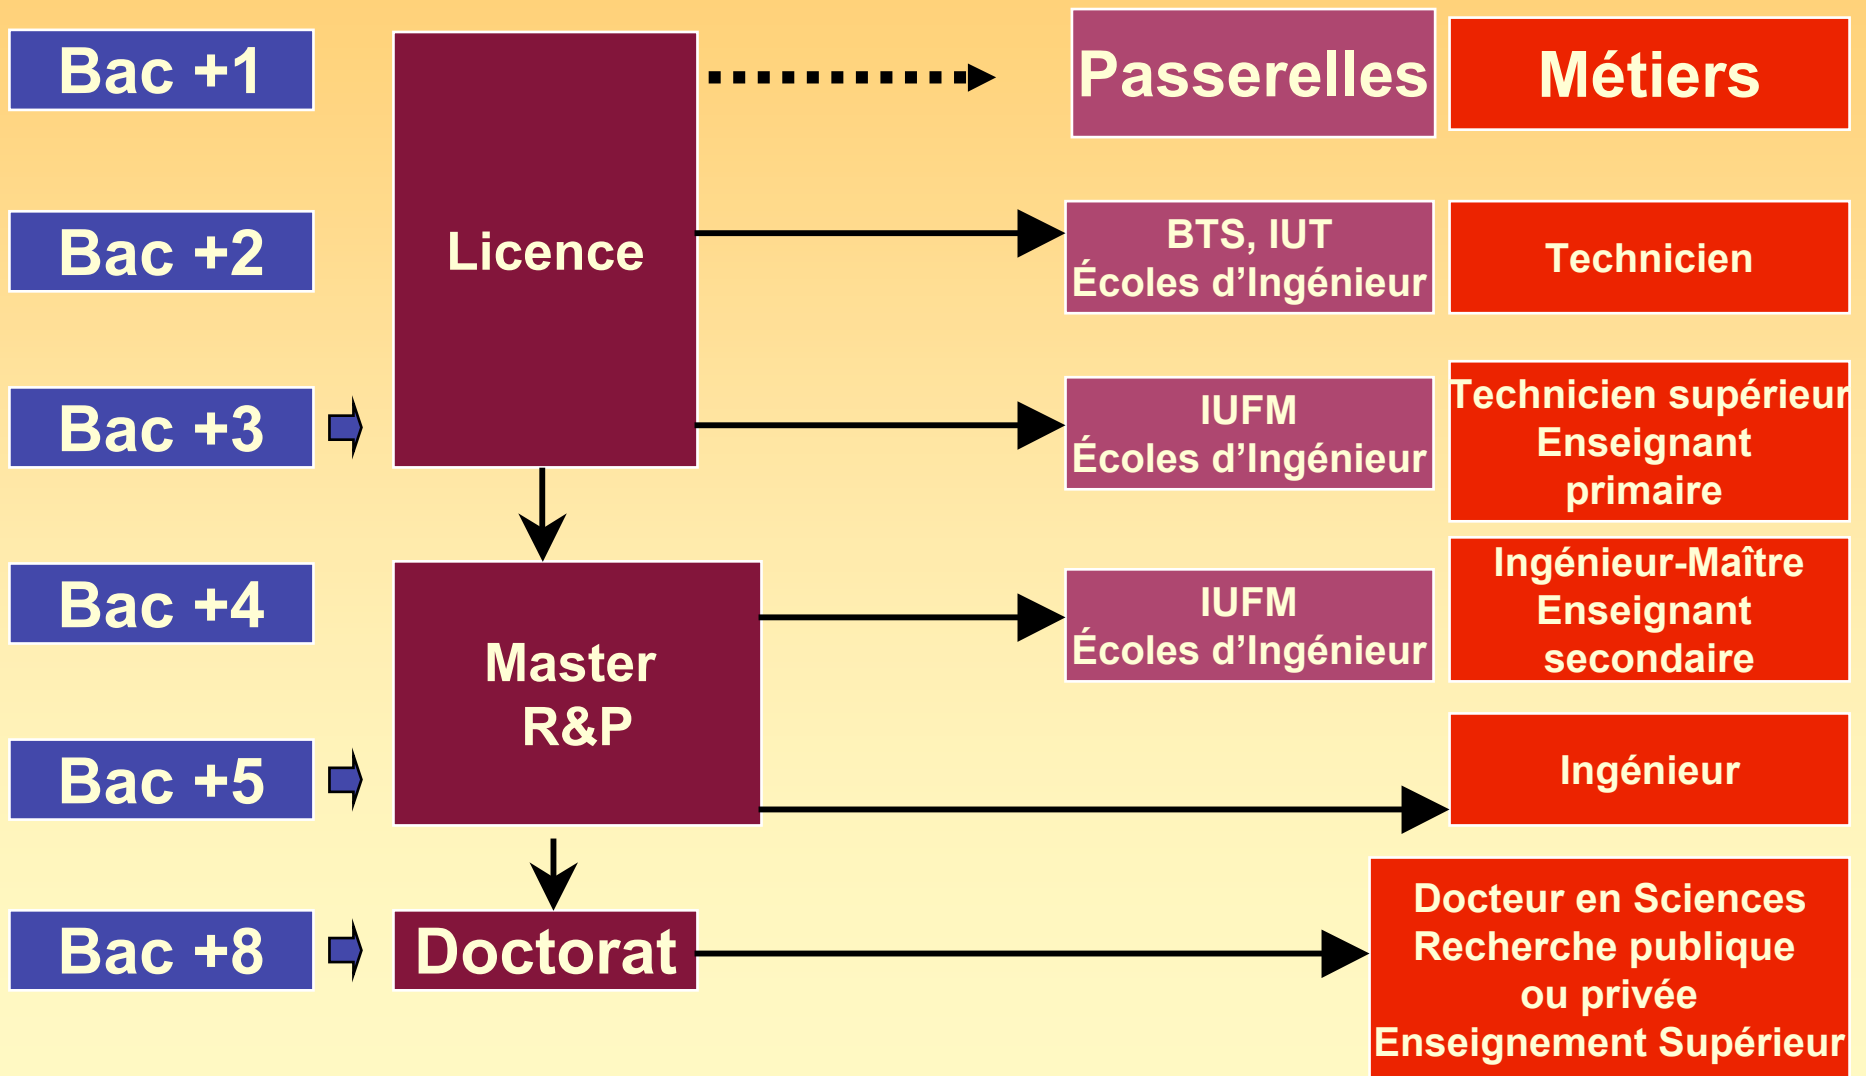 Bac +1
Passerelles
Métiers
Bac +2
Licence
BTS, IUT
Écoles d'Ingénieur
Technicien
Bac +3
IUFM
Écoles d'Ingénieur
Technicien supérieur
Enseignant
primaire
Bac +4
Master
R&P
IUFM
Écoles d'Ingénieur
Ingénieur-Maître
Enseignant
secondaire
Bac +5
Ingénieur
Bac +8
Doctorat
Docteur en Sciences
Recherche publique
ou privée
Enseignement Supérieur